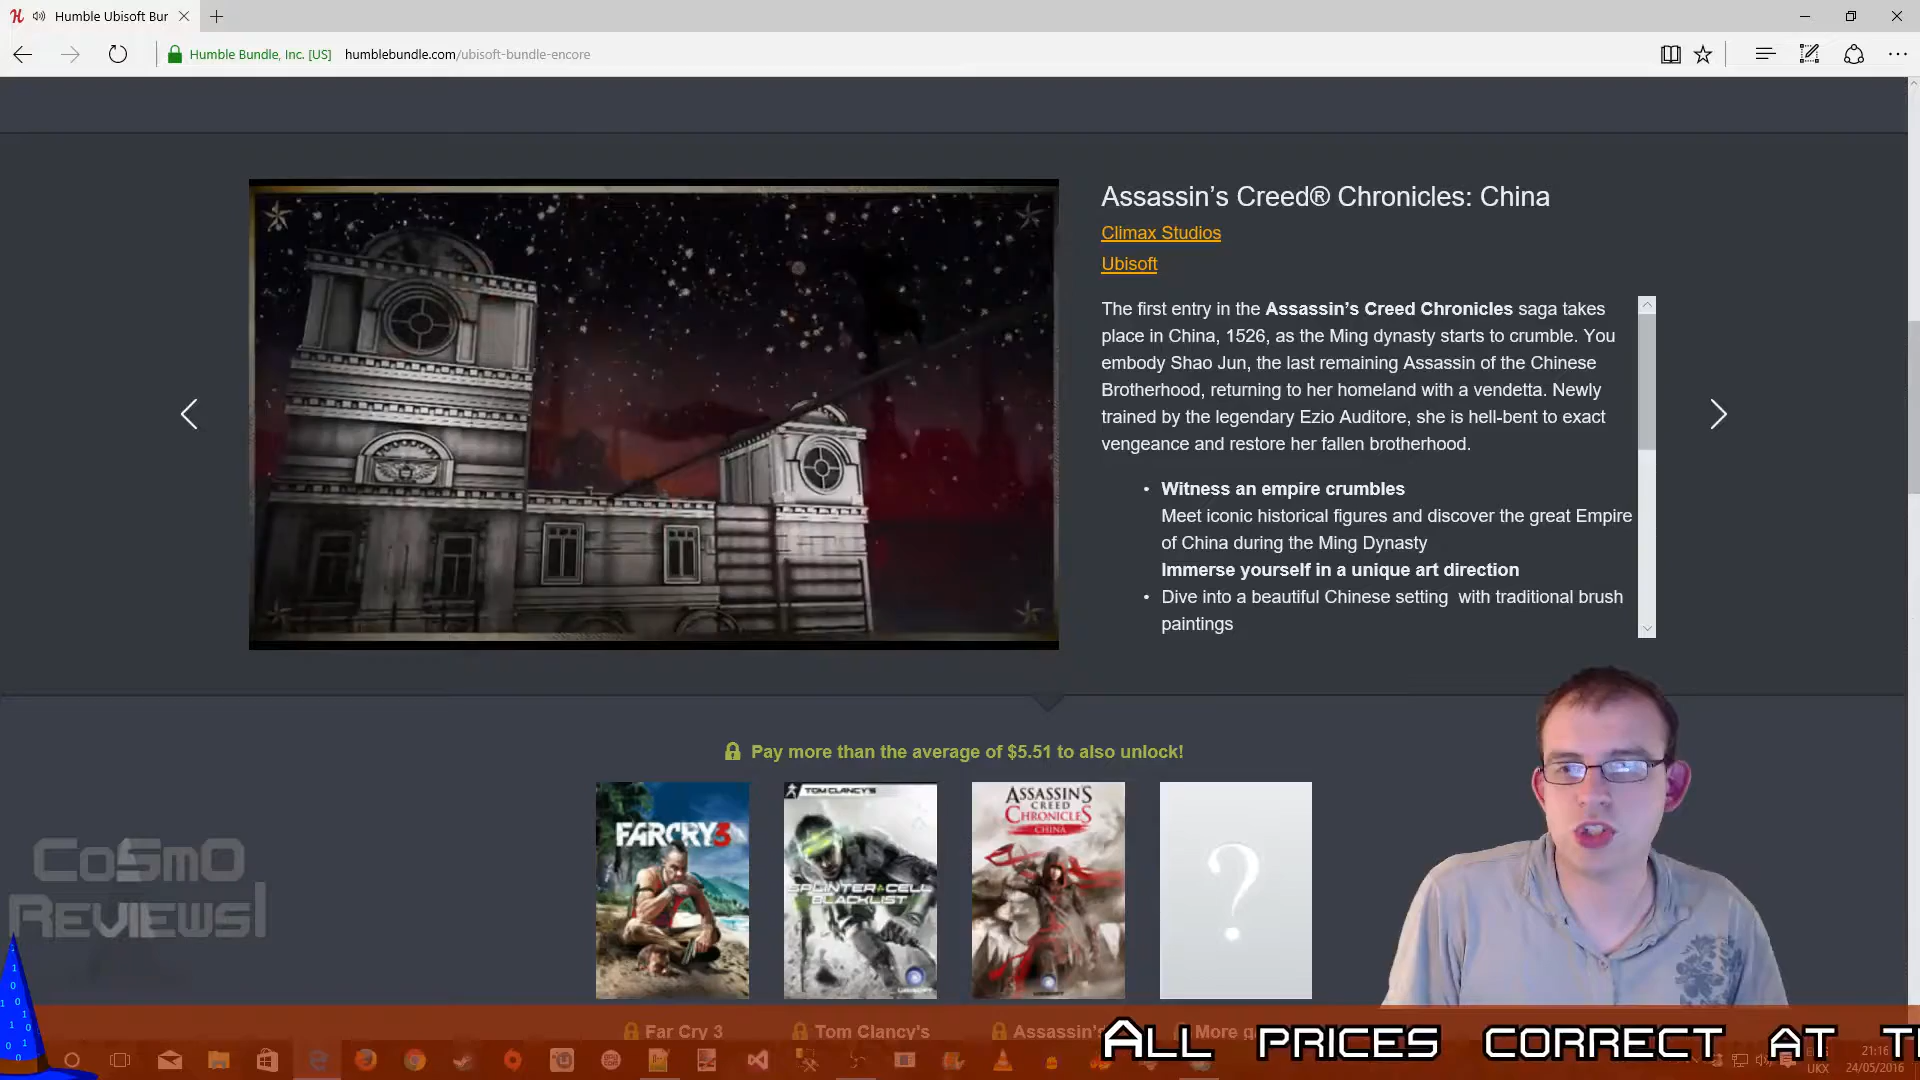 Humble Ubisoft Bur
Humble Bundle, Inc. [US]
humblebundle.com/ubisoft-bundle-encore
Assassin’s Creed® Chronicles: China
Climax Studios
Ubisoft
The first entry in the Assassin’s Creed Chronicles saga takes
place in China, 1526, as the Ming dynasty starts to crumble. You
embody Shao Jun, the last remaining Assassin of the Chinese
Brotherhood, returning to her homeland with a vendetta. Newly
trained by the legendary Ezio Auditore, she is hell-bent to exact
vengeance and restore her fallen brotherhood.
• Witness an empire crumbles
Meet iconic historical figures and discover the great Empire
of China during the Ming Dynasty
Immerse yourself in a unique art direction
• Dive into a beautiful Chinese setting with traditional brush
paintings
Pay more than the average of $5.51 to also unlock!
FARCRY3
TOM CLANCY'S
SPLINTER CELL
BLACKLIST
ASSASSIN'S
CREED
CHRONICLES
CHINA
?
CoSmO
Reviews!
Far Cry 3
Tom Clancy's
Assassin's
More g
All prices correct at t
21:16
UKX
24/05/2016